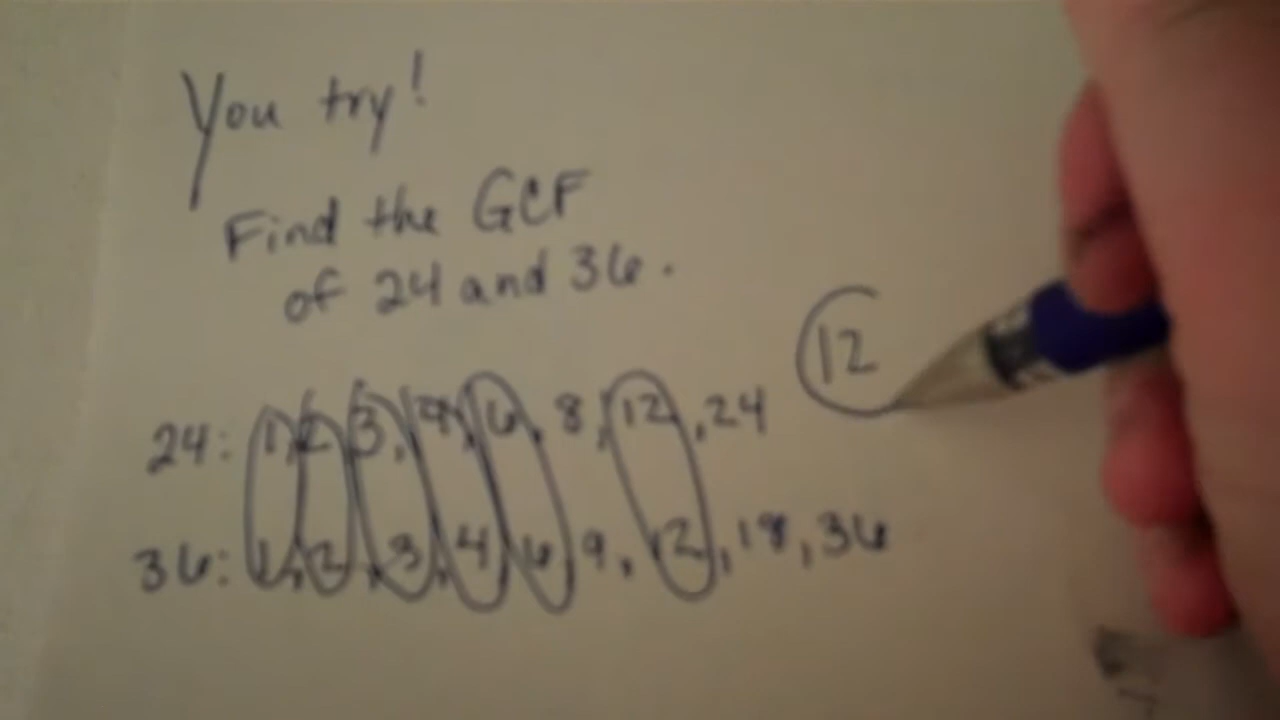 You try!
Find the GCF
of 24 and 36.
12
24: 1, 2, 3, 4, 6, 8, 12, 24
36: 1, 2, 3, 4, 6, 9, 12, 18, 36